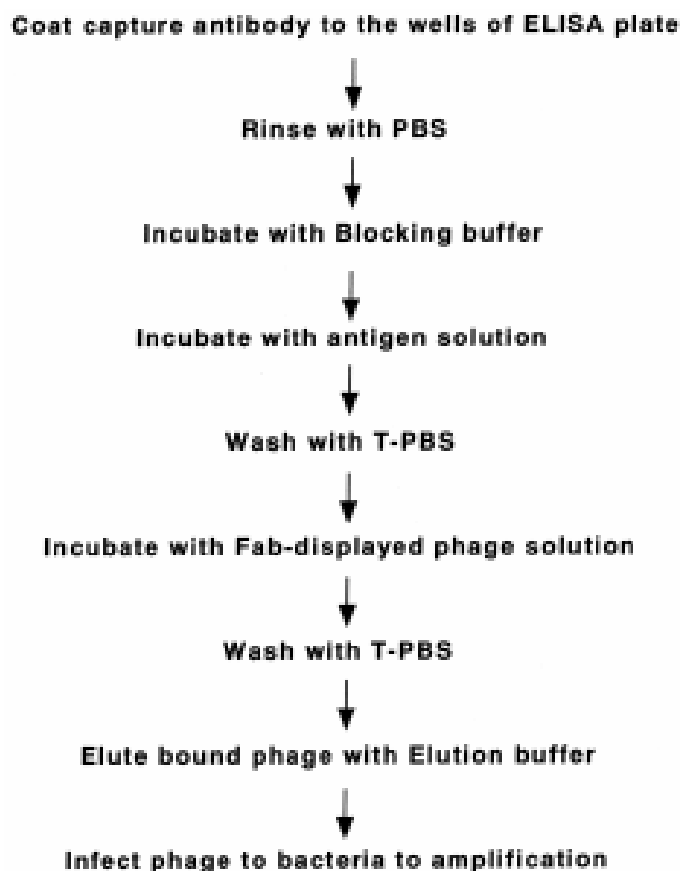 Coat capture antibody to the wells of ELISA plate
Rinse with PBS
Incubate with Blocking buffer
Incubate with antigen solution
Wash with T-PBS
Incubate with Fab-displayed phage solution
Wash with T-PBS
Elute bound phage with Elution buffer
Infect phage to bacteria to amplification